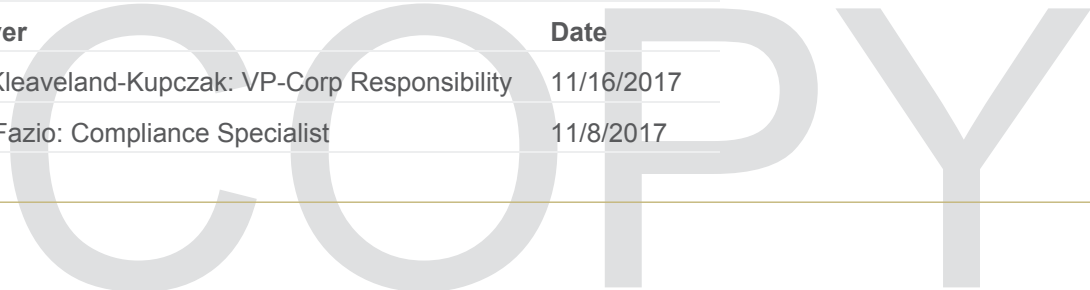 ver Date
Kleaveland-Kupczak: VP-Corp Responsibility 11/16/2017
Fazio: Compliance Specialist 11/8/2017
COPY